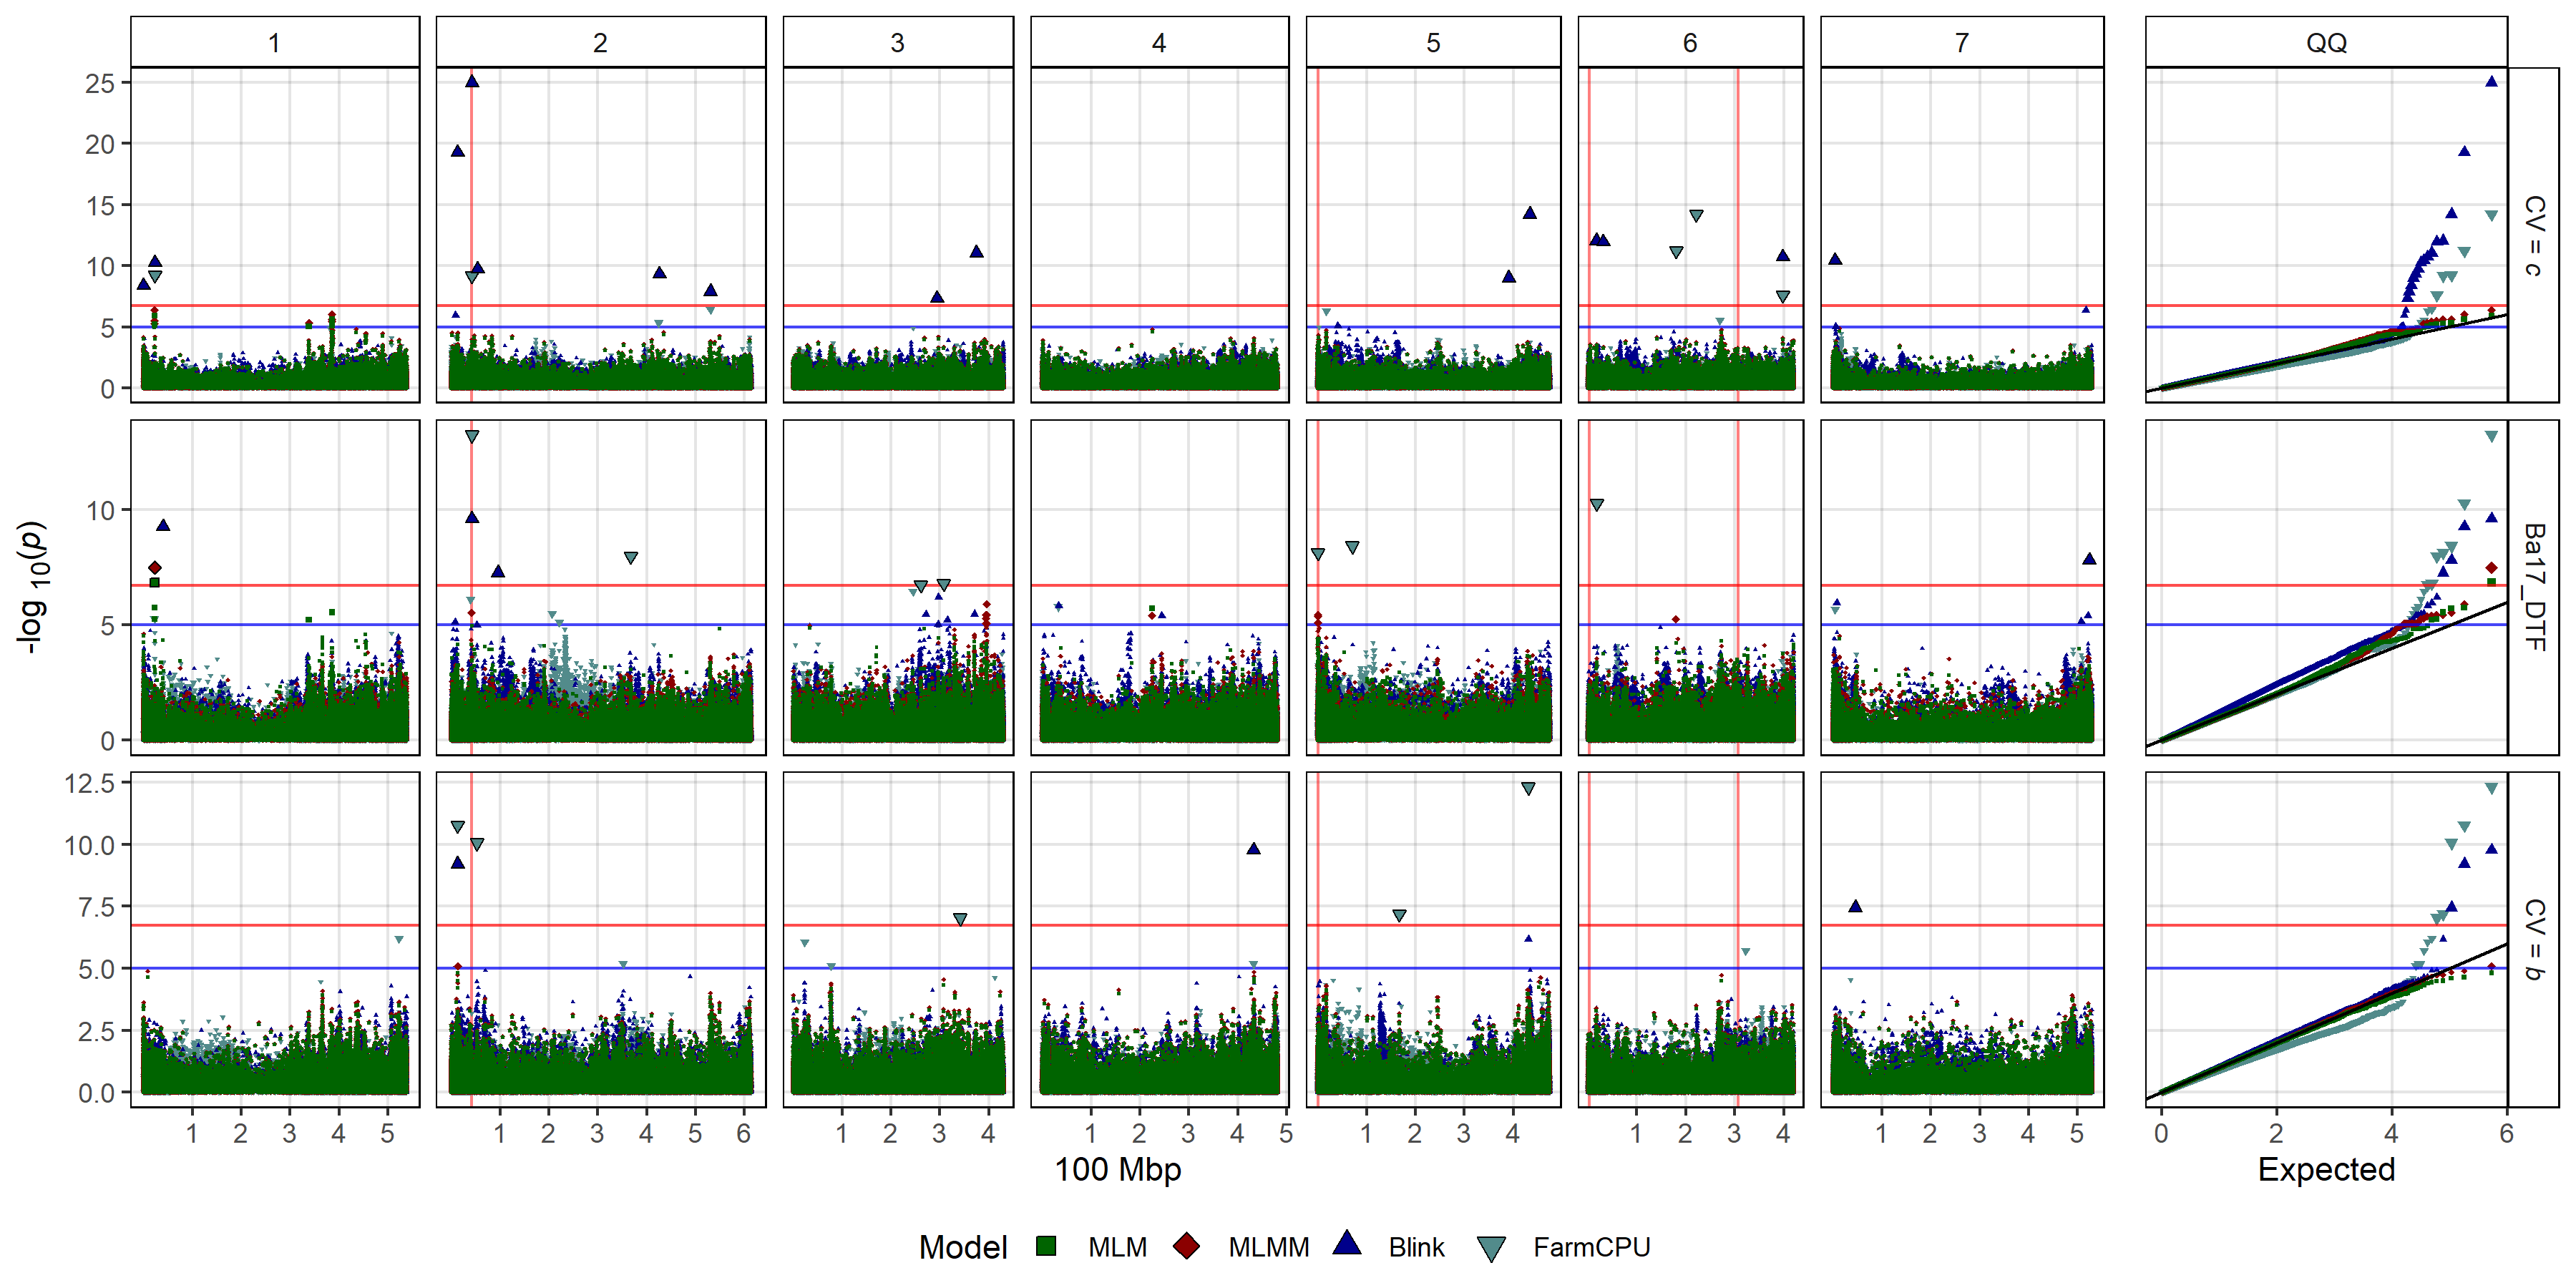 1 2 3 4 5 6 7 QQ
25
20
15
10
5
0
CV = c
10
5
0
Ba17_DTF
12.5
10.0
7.5
5.0
2.5
0.0
CV = b
-log 10(p)
1 2 3 4 5 1 2 3 4 5 6 1 2 3 4 1 2 3 4 5 1 2 3 4 1 2 3 4 1 2 3 4 5 0 2 4 6
100 Mbp Expected
Model MLM MLMM Blink FarmCPU